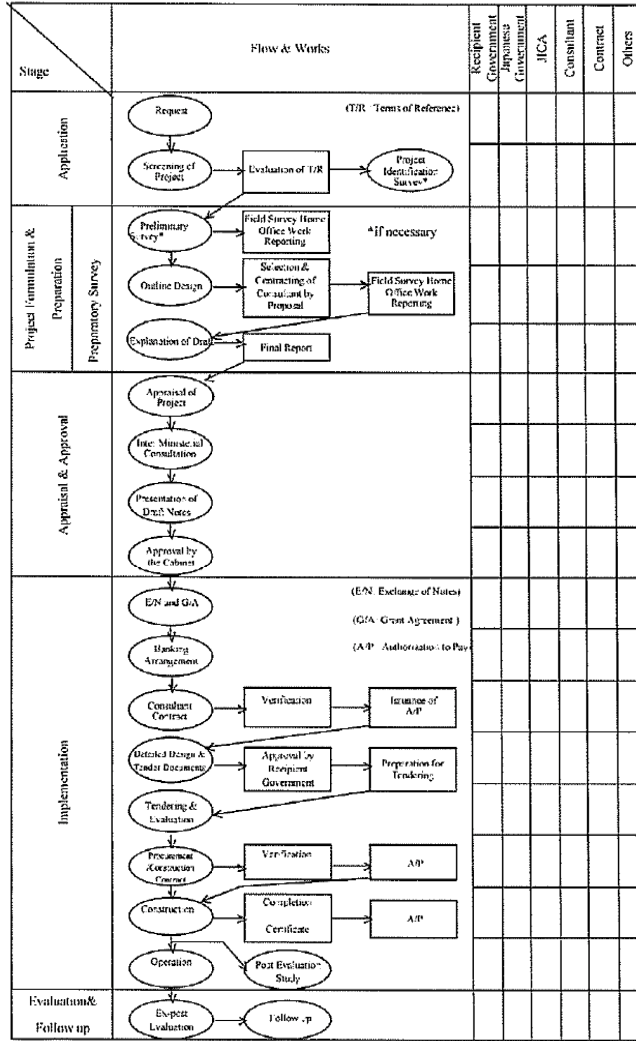 Stage
Flow & Works
Recipient
Government
Japanese
Government
JICA
Consultant
Contract
Others
Application
Request
(T/R : Terms of Reference)
Screening of
Project
Evaluation of T/R
Project
Identification
Survey*
Project Formulation &
Preparation
Preparatory Survey
Preliminary
Survey*
Field Survey Home
Office Work
Reporting
*if necessary
Outline Design
Selection &
Contracting of
Consultant by
Proposal
Field Survey Home
Office Work
Reporting
Explanation of Draft
Final Report
Appraisal & Approval
Appraisal of
Project
Inter Ministerial
Consultation
Presentation of
Draft Notes
Approval by
the Cabinet
Implementation
E/N and G/A
(E/N: Exchange of Notes)
(G/A: Grant Agreement )
(A/P : Authorization to Pay)
Banking
Arrangement
Consultant
Contract
Verification
Issuance of
A/P
Detailed Design &
Tender Documents
Approval by
Recipient
Government
Preparation for
Tendering
Tendering &
Evaluation
Procurement
/Construction
Contract
Verification
A/P
Construction
Completion
Certificate
A/P
Operation
Post Evaluation
Study
Evaluation&
Follow up
Ex-post
Evaluation
Follow up